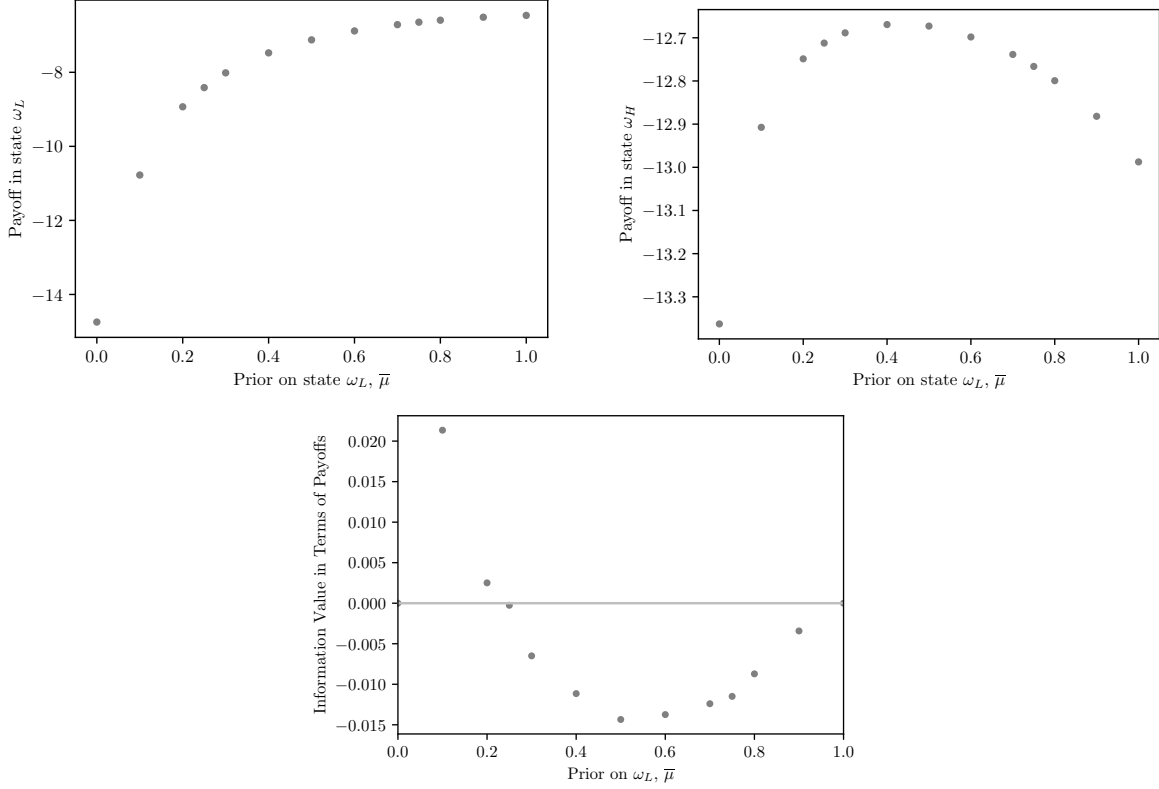 Payoff in state ω_L
−8
−10
−12
−14
0.0 0.2 0.4 0.6 0.8 1.0
Prior on state ω_L, μ̅
Payoff in state ω_H
−12.7
−12.8
−12.9
−13.0
−13.1
−13.2
−13.3
0.0 0.2 0.4 0.6 0.8 1.0
Prior on state ω_L, μ̅
Information Value in Terms of Payoffs
0.020
0.015
0.010
0.005
0.000
−0.005
−0.010
−0.015
0.0 0.2 0.4 0.6 0.8 1.0
Prior on ω_L, μ̅